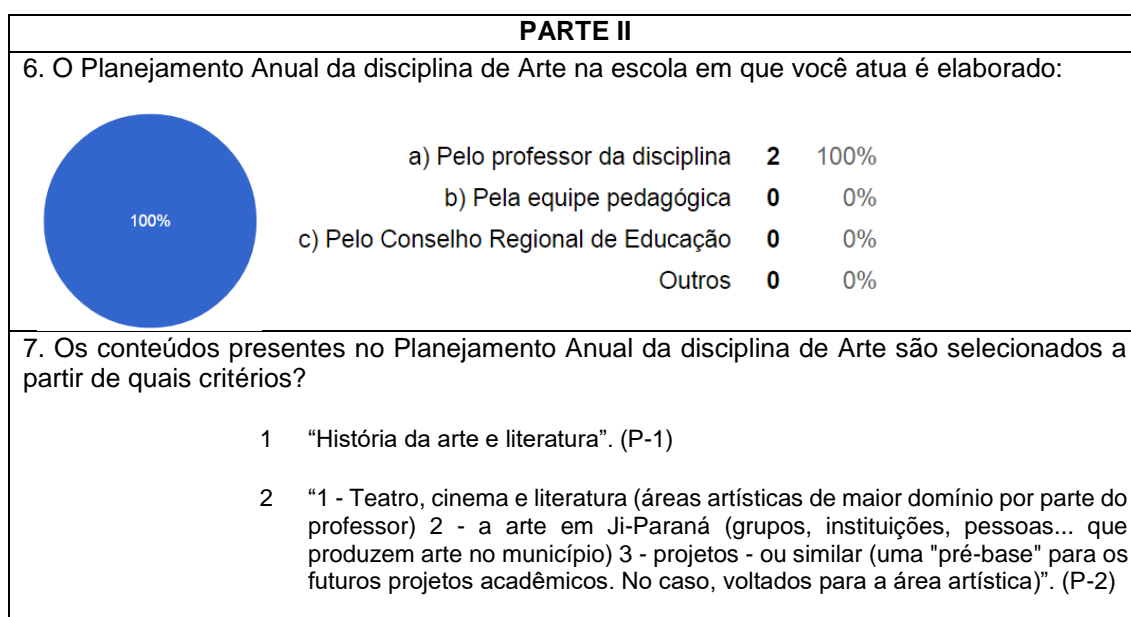 PARTE II
6. O Planejamento Anual da disciplina de Arte na escola em que você atua é elaborado:
100%
a) Pelo professor da disciplina 2 100%
b) Pela equipe pedagógica 0 0%
c) Pelo Conselho Regional de Educação 0 0%
Outros 0 0%
7. Os conteúdos presentes no Planejamento Anual da disciplina de Arte são selecionados a
partir de quais critérios?
1 “História da arte e literatura”. (P-1)
2 “1 - Teatro, cinema e literatura (áreas artísticas de maior domínio por parte do
professor) 2 - a arte em Ji-Paraná (grupos, instituições, pessoas... que
produzem arte no município) 3 - projetos - ou similar (uma "pré-base" para os
futuros projetos acadêmicos. No caso, voltados para a área artística)”. (P-2)